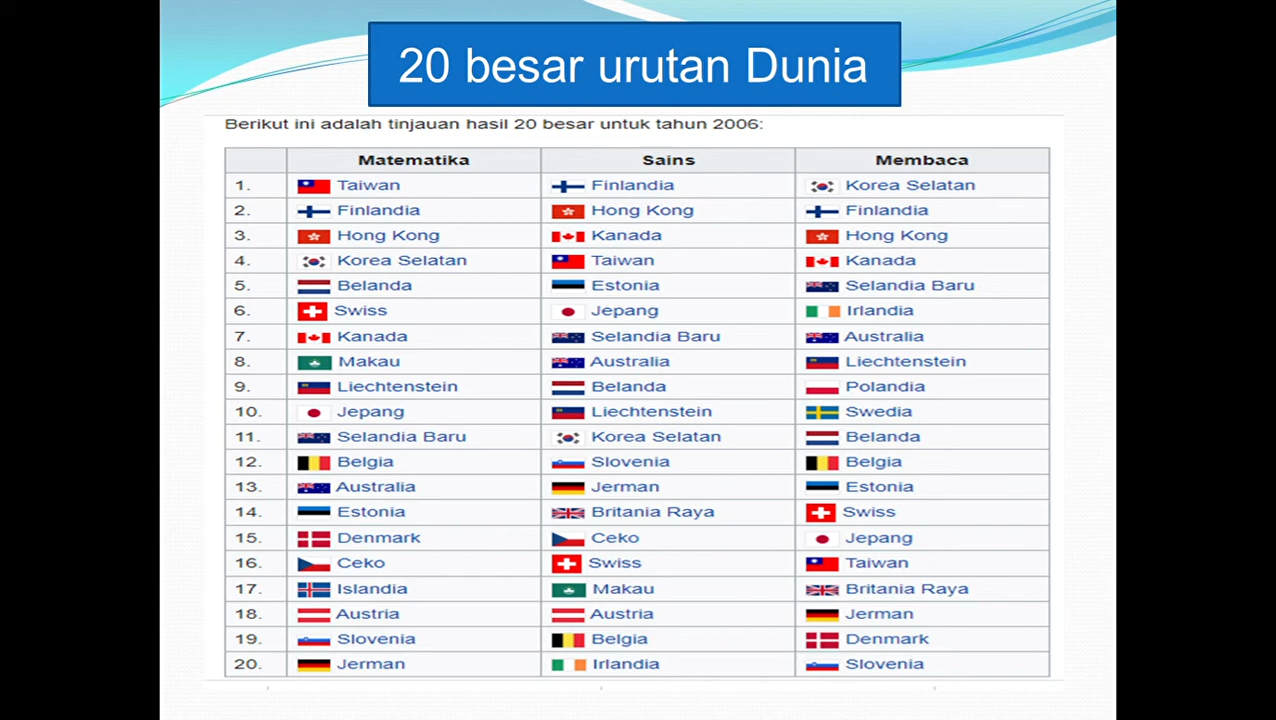 20 besar urutan Dunia
Berikut ini adalah tinjauan hasil 20 besar untuk tahun 2006:
Matematika Sains Membaca
1. Taiwan Finlandia Korea Selatan
2. Finlandia Hong Kong Finlandia
3. Hong Kong Kanada Hong Kong
4. Korea Selatan Taiwan Kanada
5. Belanda Estonia Selandia Baru
6. Swiss Jepang Irlandia
7. Kanada Selandia Baru Australia
8. Makau Australia Liechtenstein
9. Liechtenstein Belanda Polandia
10. Jepang Liechtenstein Swedia
11. Selandia Baru Korea Selatan Belanda
12. Belgia Slovenia Belgia
13. Australia Jerman Estonia
14. Estonia Britania Raya Swiss
15. Denmark Ceko Jepang
16. Ceko Swiss Taiwan
17. Islandia Makau Britania Raya
18. Austria Austria Jerman
19. Slovenia Belgia Denmark
20. Jerman Irlandia Slovenia